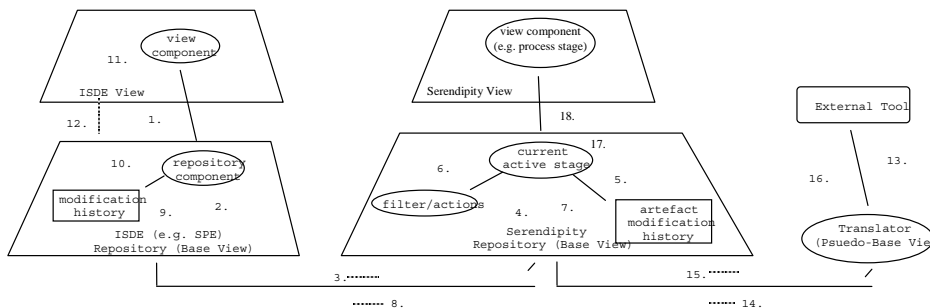 view
component
11.
ISDE View
12.
1.
10.
repository
component
modification
history
9.
2.
ISDE (e.g. SPE)
Repository (Base View)
view component
(e.g. process stage)
Serendipity View
18.
17.
current
active stage
6.
5.
filter/actions
4.
7.
artefact
modification
history
Serendipity
Repository (Base View)
External Tool
13.
16.
Translator
(Psuedo-Base Vie
3.
8.
15.
14.